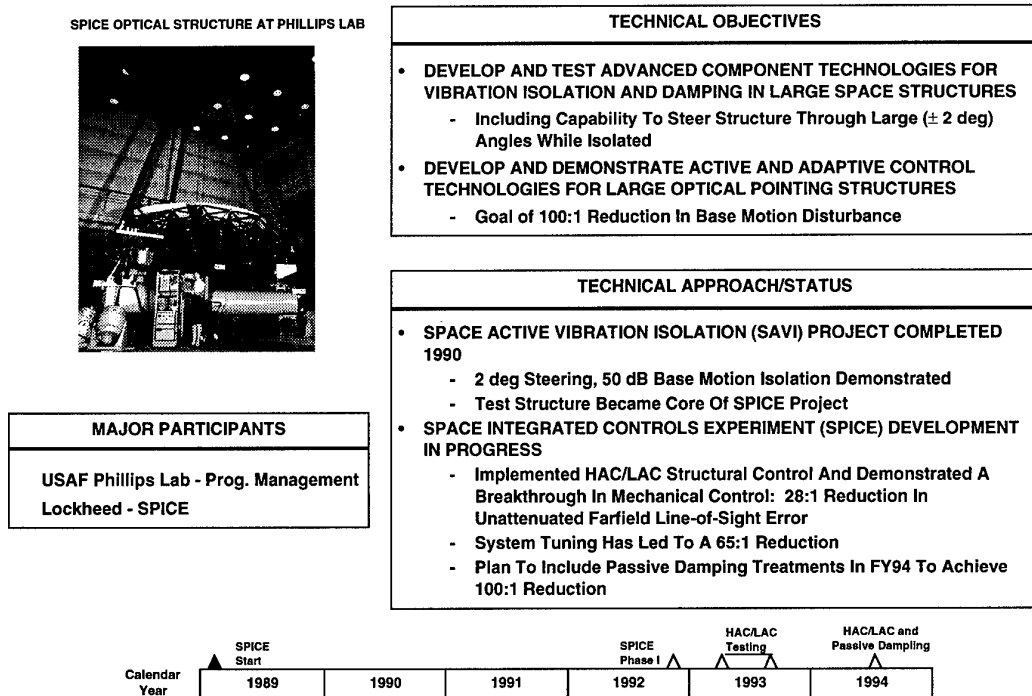 SPICE OPTICAL STRUCTURE AT PHILLIPS LAB
TECHNICAL OBJECTIVES
• DEVELOP AND TEST ADVANCED COMPONENT TECHNOLOGIES FOR
VIBRATION ISOLATION AND DAMPING IN LARGE SPACE STRUCTURES
- Including Capability To Steer Structure Through Large (± 2 deg)
Angles While Isolated
• DEVELOP AND DEMONSTRATE ACTIVE AND ADAPTIVE CONTROL
TECHNOLOGIES FOR LARGE OPTICAL POINTING STRUCTURES
- Goal of 100:1 Reduction In Base Motion Disturbance
TECHNICAL APPROACH/STATUS
• SPACE ACTIVE VIBRATION ISOLATION (SAVI) PROJECT COMPLETED
1990
- 2 deg Steering, 50 dB Base Motion Isolation Demonstrated
- Test Structure Became Core Of SPICE Project
• SPACE INTEGRATED CONTROLS EXPERIMENT (SPICE) DEVELOPMENT
IN PROGRESS
- Implemented HAC/LAC Structural Control And Demonstrated A
Breakthrough In Mechanical Control: 28:1 Reduction In
Unattenuated Farfield Line-of-Sight Error
- System Tuning Has Led To A 65:1 Reduction
- Plan To Include Passive Damping Treatments In FY94 To Achieve
100:1 Reduction
MAJOR PARTICIPANTS
USAF Phillips Lab - Prog. Management
Lockheed - SPICE
SPICE
Start
SPICE
Phase I
HAC/LAC
Testing
HAC/LAC and
Passive Dampling
Calendar
Year
1989 1990 1991 1992 1993 1994